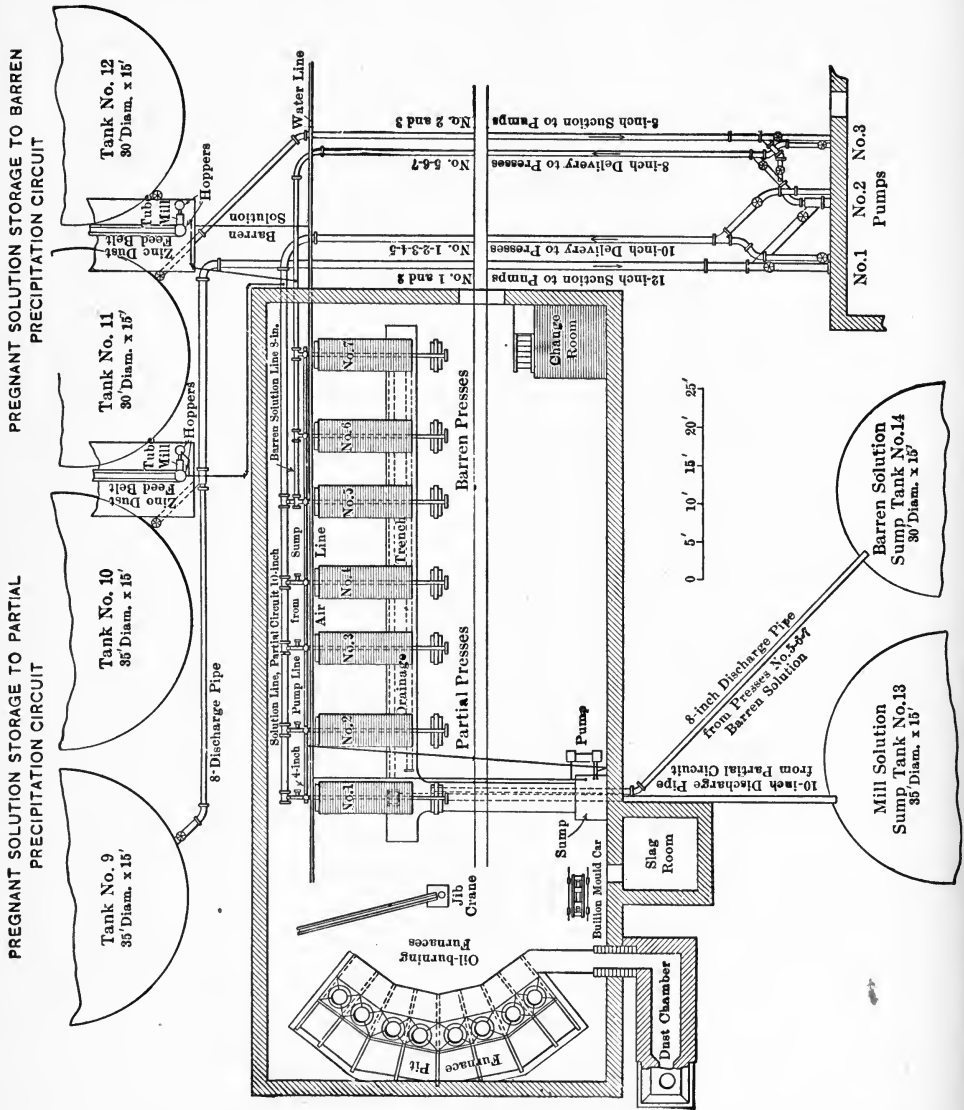 PREGNANT SOLUTION STORAGE TO PARTIAL
PRECIPITATION CIRCUIT
PREGNANT SOLUTION STORAGE TO BARREN
PRECIPITATION CIRCUIT
Tank No. 9
35'Diam. x 15'
Tank No. 10
35'Diam. x 15'
Tank No. 11
30'Diam. x 15'
Tank No. 12
30'Diam. x 15'
Zinc Dust
Feed Belt
Tube
Mill
Hoppers
Zinc Dust
Feed Belt
Tube
Mill
Hoppers
8-Discharge Pipe
Barren
Solution
Water Line
Solution Line, Partial Circuit 10-inch
Barren Solution Line 8-in.
4-inch Pump Line from Sump
Air Line
No.1
No.2
No.3
No.4
No.5
No.6
No.7
Drainage Trench
Partial Presses
Barren Presses
12-inch Suction to Pumps No. 1 and 2
10-inch Delivery to Presses No. 1-2-3-4-5
8-inch Delivery to Presses No. 5-6-7
8-inch Suction to Pumps No. 2 and 3
No.1
No.2
No.3
Pumps
Change
Room
Jib
Crane
Oil-burning
Furnaces
Furnace
Pit
Bullion Mould Car
Sump
Pump
Slag
Room
Dust Chamber
10-inch Discharge Pipe
from Partial Circuit
8-inch Discharge Pipe
from Presses No.5-6-7
Barren Solution
0 5' 10' 15' 20' 25'
Mill Solution
Sump Tank No.13
35'Diam. x 15'
Barren Solution
Sump Tank No.14
30'Diam. x 15'